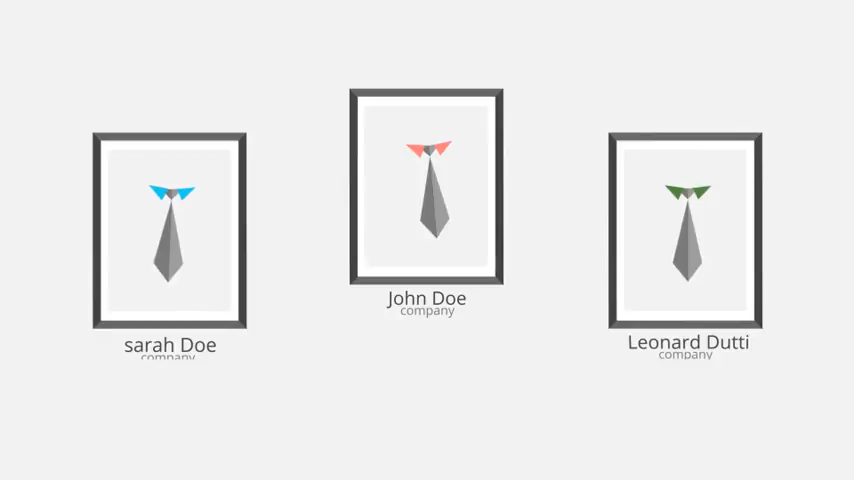 sarah Doe
company
John Doe
company
Leonard Dutti
company